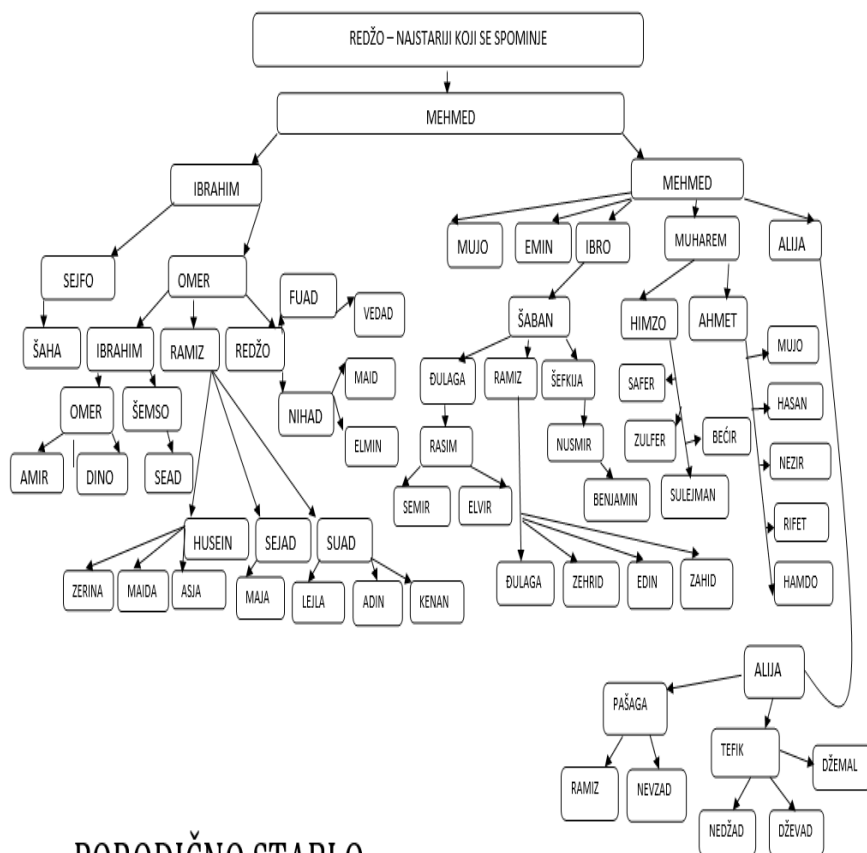 REDŽO – NAJSTARIJI KOJI SE SPOMINJE
MEHMED
IBRAHIM
MEHMED
MUJO
EMIN
IBRO
MUHAREM
ALIJA
SEJFO
OMER
FUAD
VEDAD
ŠABAN
HIMZO
AHMET
ŠAHA
IBRAHIM
RAMIZ
REDŽO
MUJO
MAID
ĐULAGA
RAMIZ
ŠEFKIJA
SAFER
HASAN
OMER
ŠEMSO
NIHAD
ELMIN
RASIM
NUSMIR
ZULFER
BEĆIR
NEZIR
AMIR
DINO
SEAD
SEMIR
ELVIR
BENJAMIN
SULEJMAN
RIFET
HUSEIN
SEJAD
SUAD
ZERINA
MAIDA
ASJA
MAJA
LEJLA
ADIN
KENAN
ĐULAGA
ZEHRID
EDIN
ZAHID
HAMDO
ALIJA
PAŠAGA
TEFIK
DŽEMAL
RAMIZ
NEVZAD
NEDŽAD
DŽEVAD
PORODIČNO STABLO